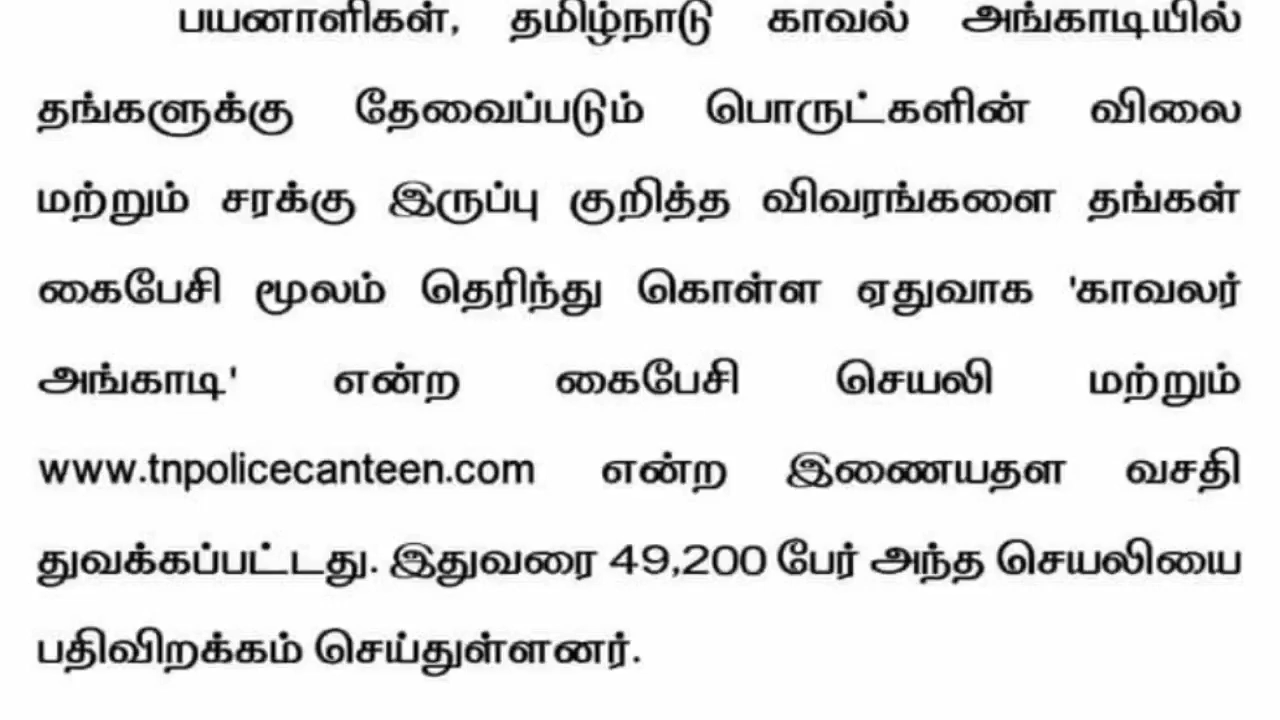 பயனாளிகள், தமிழ்நாடு காவல் அங்காடியில்
தங்களுக்கு தேவைப்படும் பொருட்களின் விலை
மற்றும் சரக்கு இருப்பு குறித்த விவரங்களை தங்கள்
கைபேசி மூலம் தெரிந்து கொள்ள ஏதுவாக 'காவலர்
அங்காடி' என்ற கைபேசி செயலி மற்றும்
www.tnpolicecanteen.com என்ற இணையதள வசதி
துவக்கப்பட்டது. இதுவரை 49,200 பேர் அந்த செயலியை
பதிவிறக்கம் செய்துள்ளனர்.